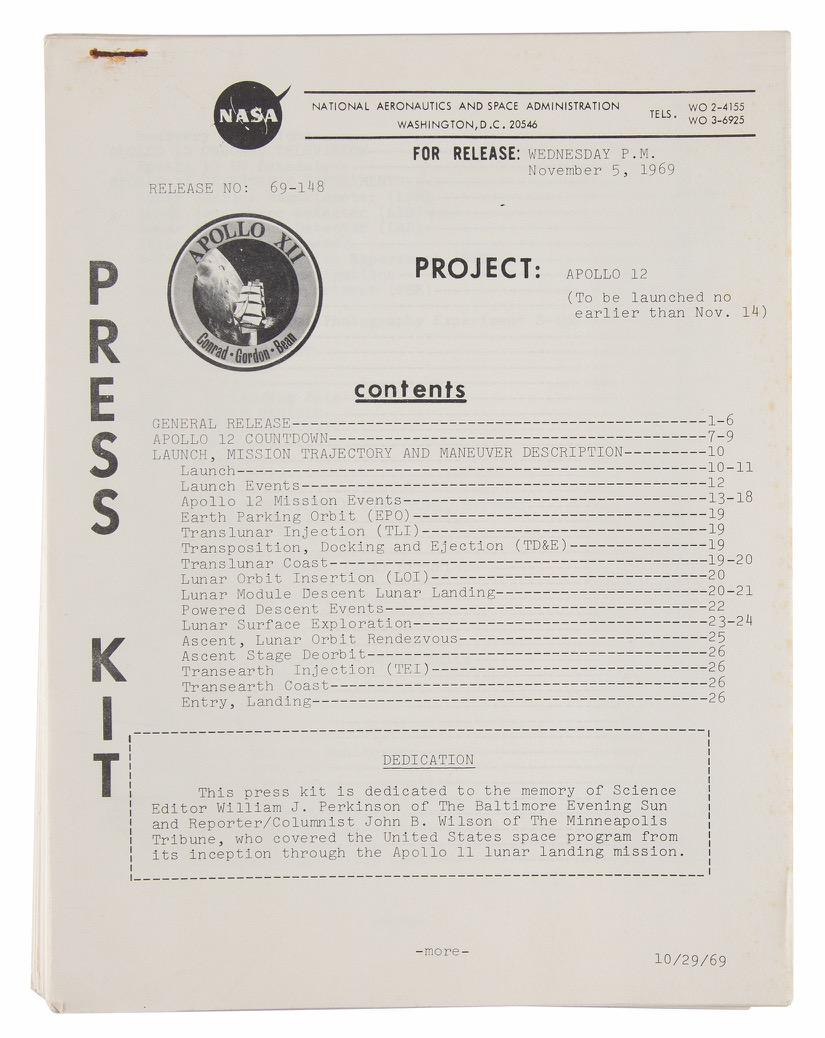 NASA
NATIONAL AERONAUTICS AND SPACE ADMINISTRATION
WASHINGTON, D.C. 20546
TELS. WO 2-4155
WO 3-6925
FOR RELEASE: WEDNESDAY P.M.
November 5, 1969
RELEASE NO: 69-148
APOLLO XII
Conrad • Gordon • Bean
PROJECT: APOLLO 12
(To be launched no
earlier than Nov. 14)
PRESS KIT
contents
GENERAL RELEASE---1-6
APOLLO 12 COUNTDOWN---7-9
LAUNCH, MISSION TRAJECTORY AND MANEUVER DESCRIPTION---10
Launch---10-11
Launch Events---12
Apollo 12 Mission Events---13-18
Earth Parking Orbit (EPO)---19
Translunar Injection (TLI)---19
Transposition, Docking and Ejection (TD&E)---19
Translunar Coast---19-20
Lunar Orbit Insertion (LOI)---20
Lunar Module Descent Lunar Landing---20-21
Powered Descent Events---22
Lunar Surface Exploration---23-24
Ascent, Lunar Orbit Rendezvous---25
Ascent Stage Deorbit---26
Transearth Injection (TEI)---26
Transearth Coast---26
Entry, Landing---26
DEDICATION
This press kit is dedicated to the memory of Science
Editor William J. Perkinson of The Baltimore Evening Sun
and Reporter/Columnist John B. Wilson of The Minneapolis
Tribune, who covered the United States space program from
its inception through the Apollo 11 lunar landing mission.
-more-
10/29/69